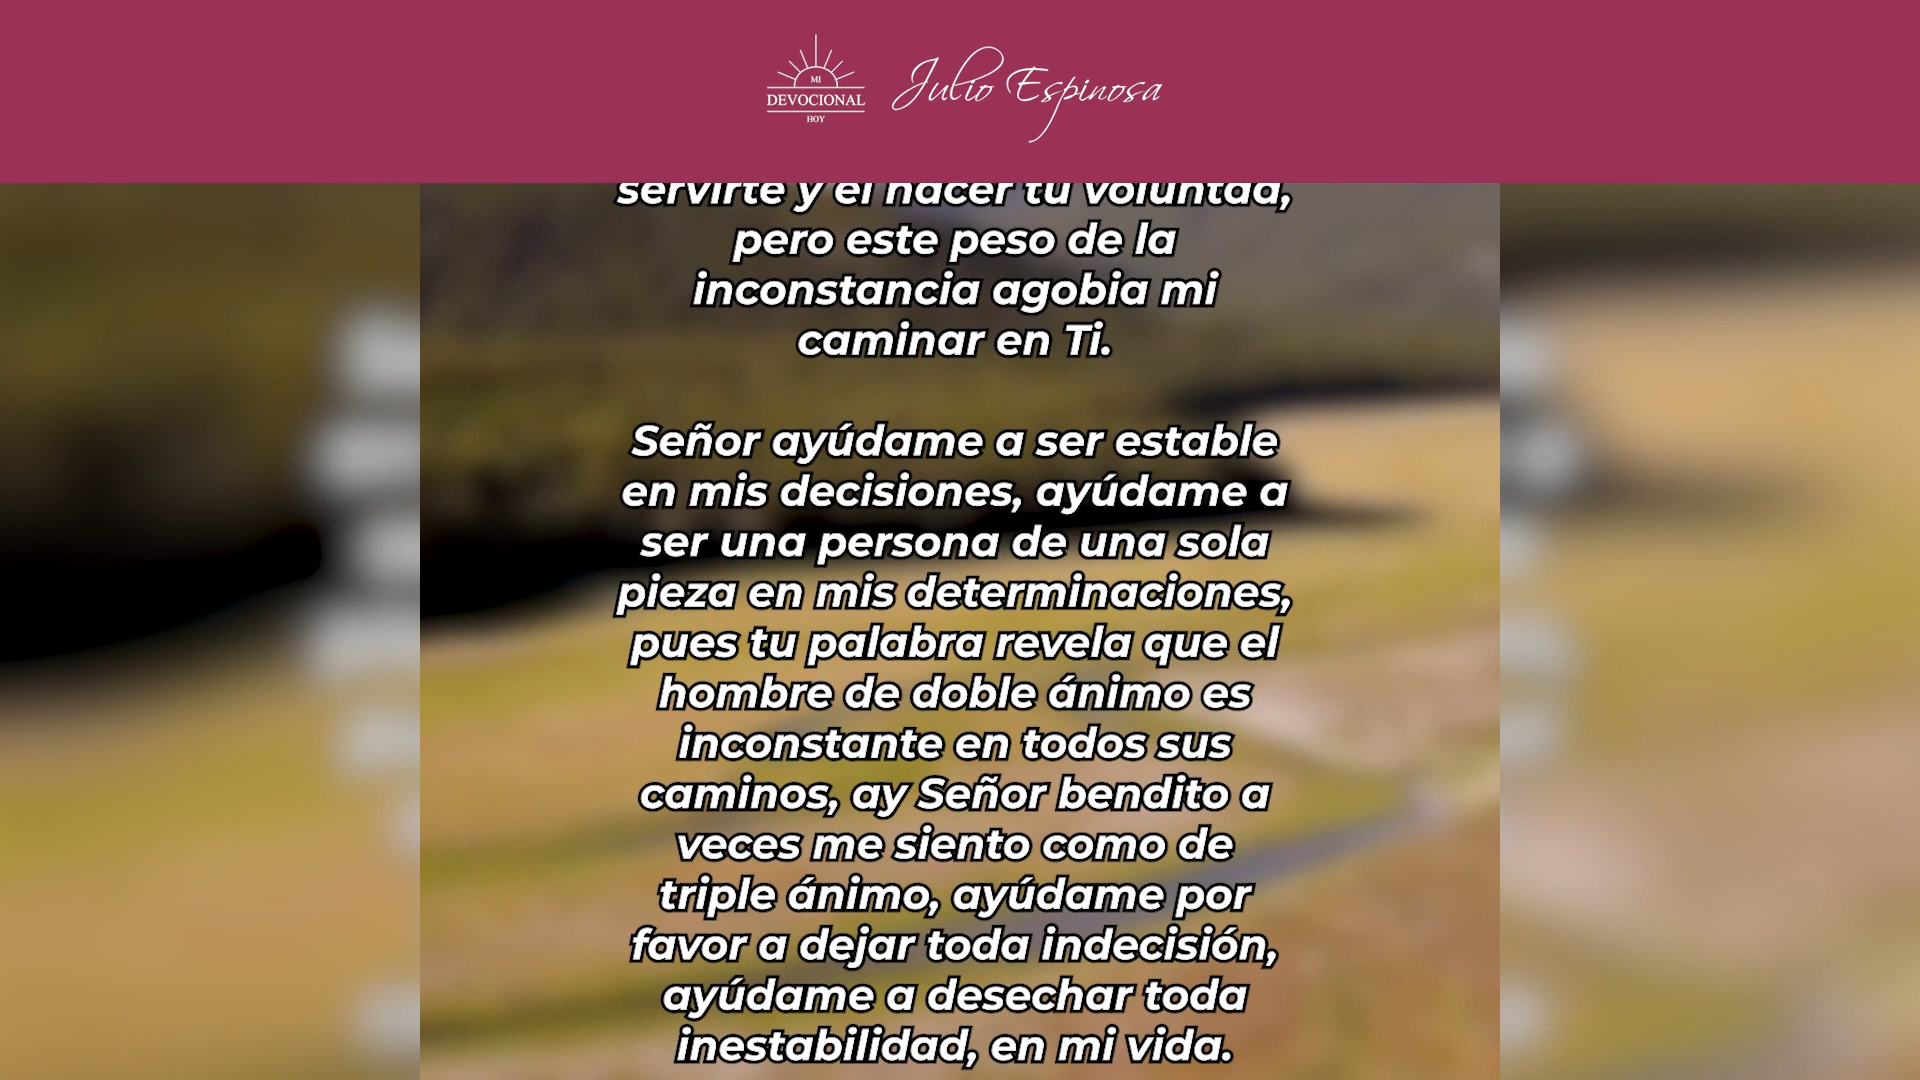 MI
DEVOCIONAL
HOY
Julio Espinosa
servirte y el hacer tu voluntad,
pero este peso de la
inconstancia agobia mi
caminar en Ti.
Señor ayúdame a ser estable
en mis decisiones, ayúdame a
ser una persona de una sola
pieza en mis determinaciones,
pues tu palabra revela que el
hombre de doble ánimo es
inconstante en todos sus
caminos, ay Señor bendito a
veces me siento como de
triple ánimo, ayúdame por
favor a dejar toda indecisión,
ayúdame a desechar toda
inestabilidad, en mi vida.